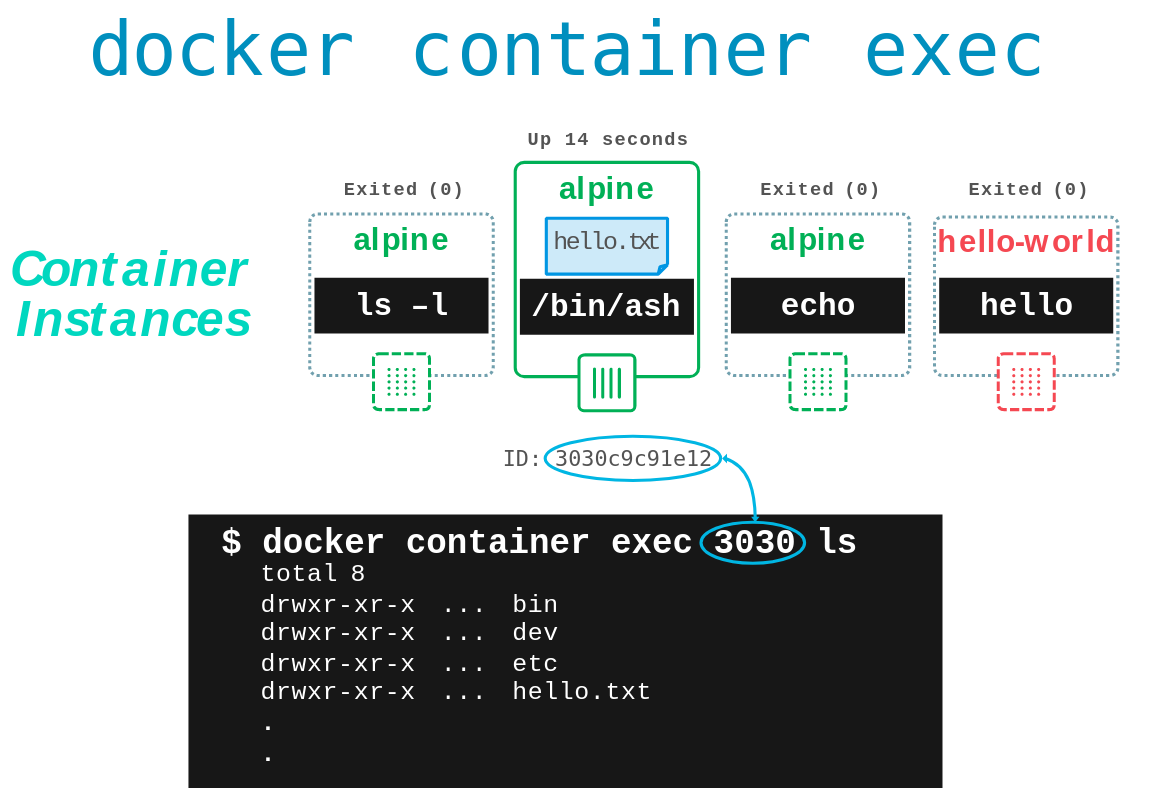 docker container exec
Up 14 seconds
Exited (0)
alpine
ls –l
alpine
hello.txt
/bin/ash
Exited (0)
alpine
echo
Exited (0)
hello-world
hello
Container
Instances
ID: 3030c9c91e12
$ docker container exec 3030 ls
total 8
drwxr-xr-x ... bin
drwxr-xr-x ... dev
drwxr-xr-x ... etc
drwxr-xr-x ... hello.txt
.
.